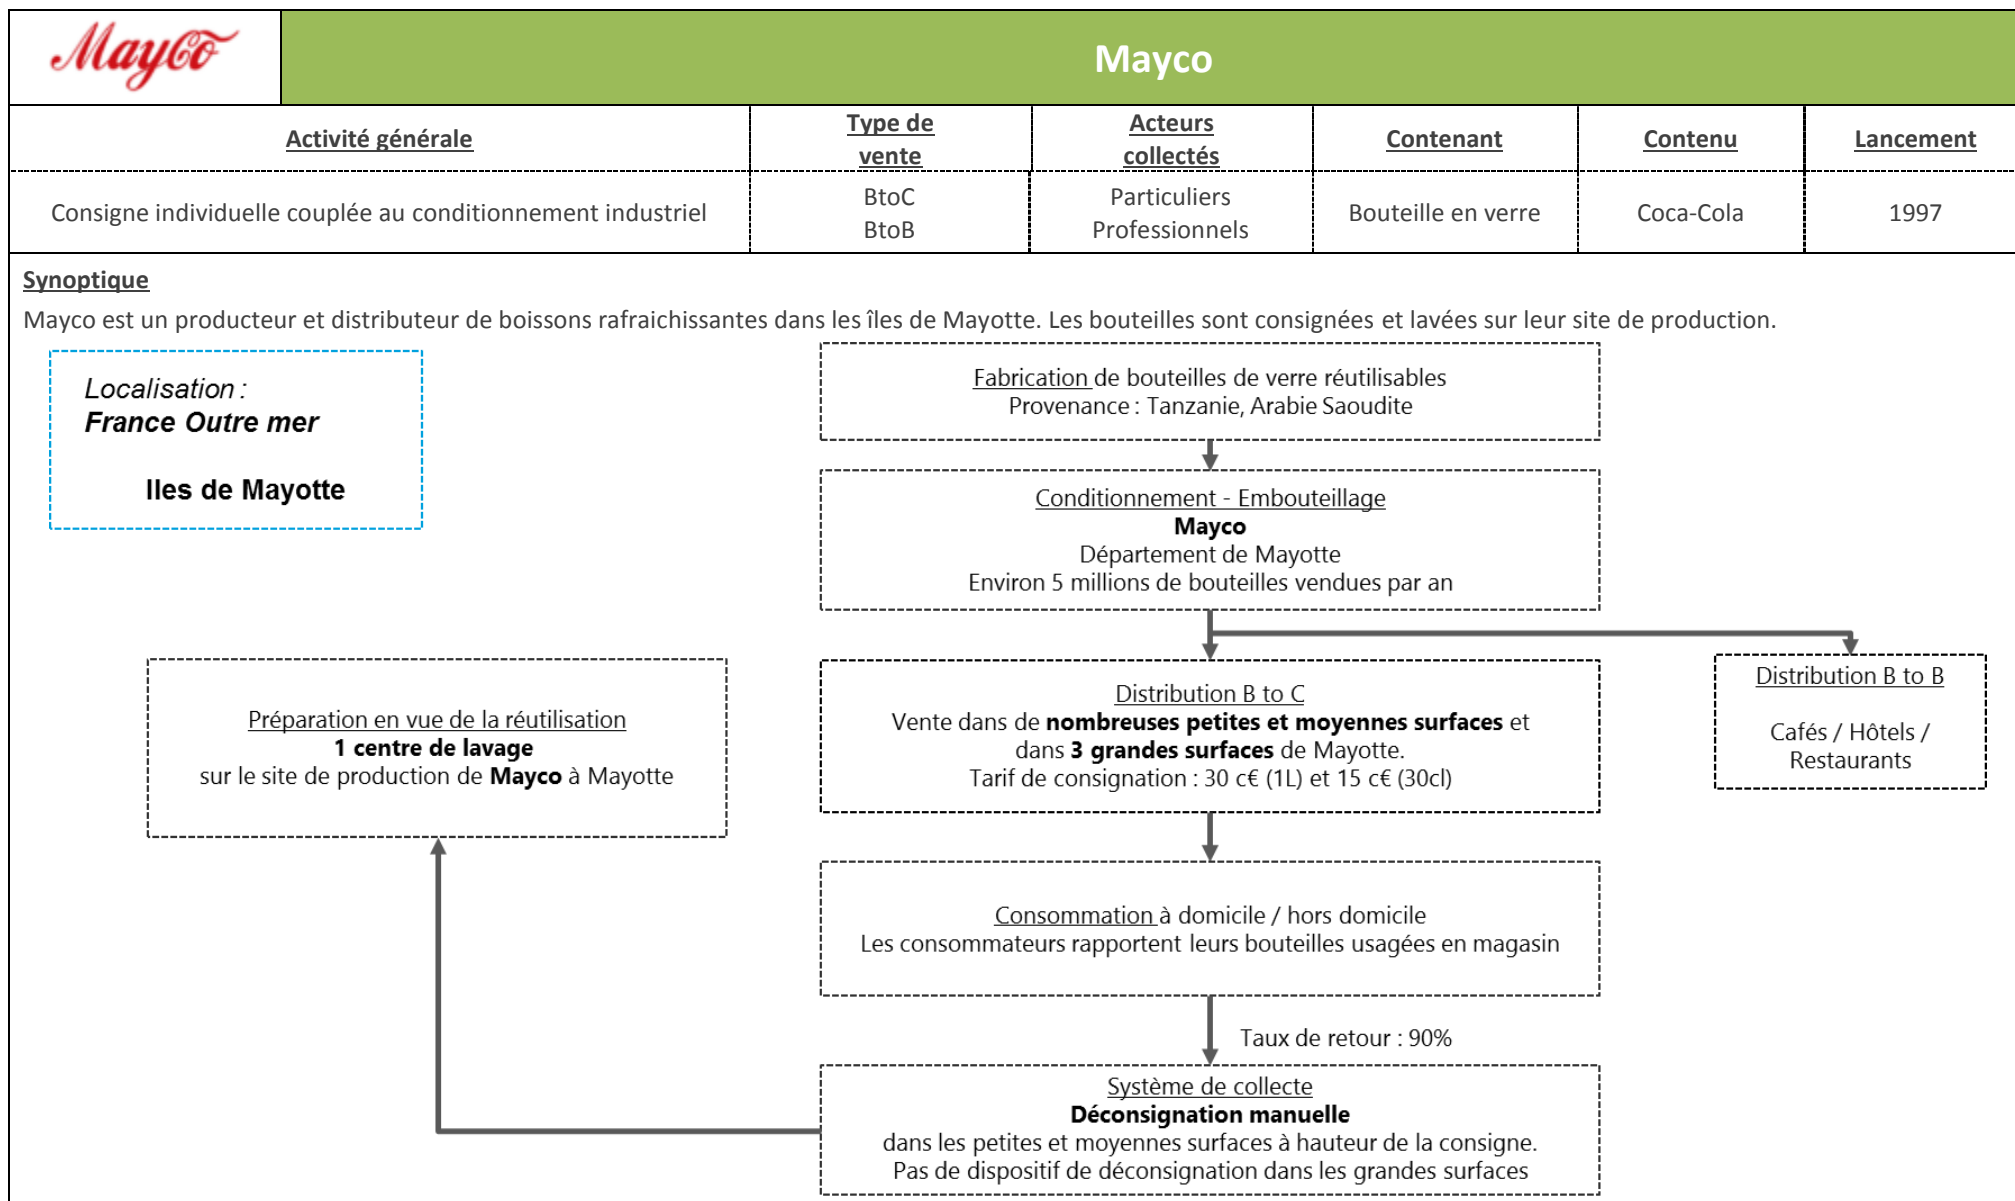 MayCo
Mayco
Activité générale
Type de
vente
Acteurs
collectés
Contenant
Contenu
Lancement
Consigne individuelle couplée au conditionnement industriel
BtoC
BtoB
Particuliers
Professionnels
Bouteille en verre
Coca-Cola
1997
Synoptique
Mayco est un producteur et distributeur de boissons rafraichissantes dans les îles de Mayotte. Les bouteilles sont consignées et lavées sur leur site de production.
Localisation :
France Outre mer
Iles de Mayotte
Fabrication de bouteilles de verre réutilisables
Provenance : Tanzanie, Arabie Saoudite
Conditionnement - Embouteillage
Mayco
Département de Mayotte
Environ 5 millions de bouteilles vendues par an
Distribution B to C
Vente dans de nombreuses petites et moyennes surfaces et
dans 3 grandes surfaces de Mayotte.
Tarif de consignation : 30 c€ (1L) et 15 c€ (30cl)
Distribution B to B
Cafés / Hôtels /
Restaurants
Préparation en vue de la réutilisation
1 centre de lavage
sur le site de production de Mayco à Mayotte
Consommation à domicile / hors domicile
Les consommateurs rapportent leurs bouteilles usagées en magasin
Taux de retour : 90%
Système de collecte
Déconsignation manuelle
dans les petites et moyennes surfaces à hauteur de la consigne.
Pas de dispositif de déconsignation dans les grandes surfaces